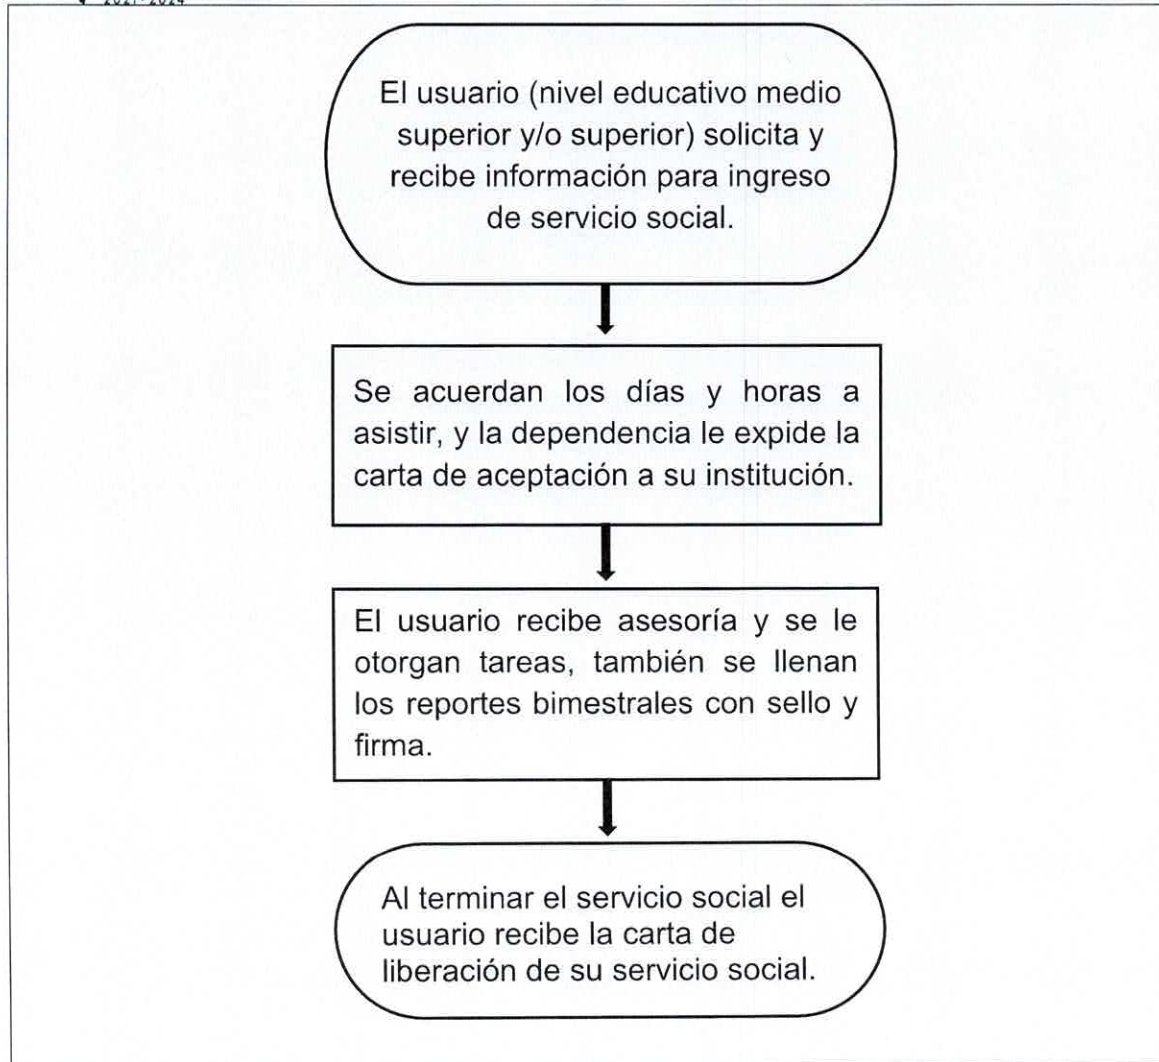 2021-2024
El usuario (nivel educativo medio
superior y/o superior) solicita y
recibe información para ingreso
de servicio social.
Se acuerdan los días y horas a
asistir, y la dependencia le expide la
carta de aceptación a su institución.
El usuario recibe asesoría y se le
otorgan tareas, también se llenan
los reportes bimestrales con sello y
firma.
Al terminar el servicio social el
usuario recibe la carta de
liberación de su servicio social.